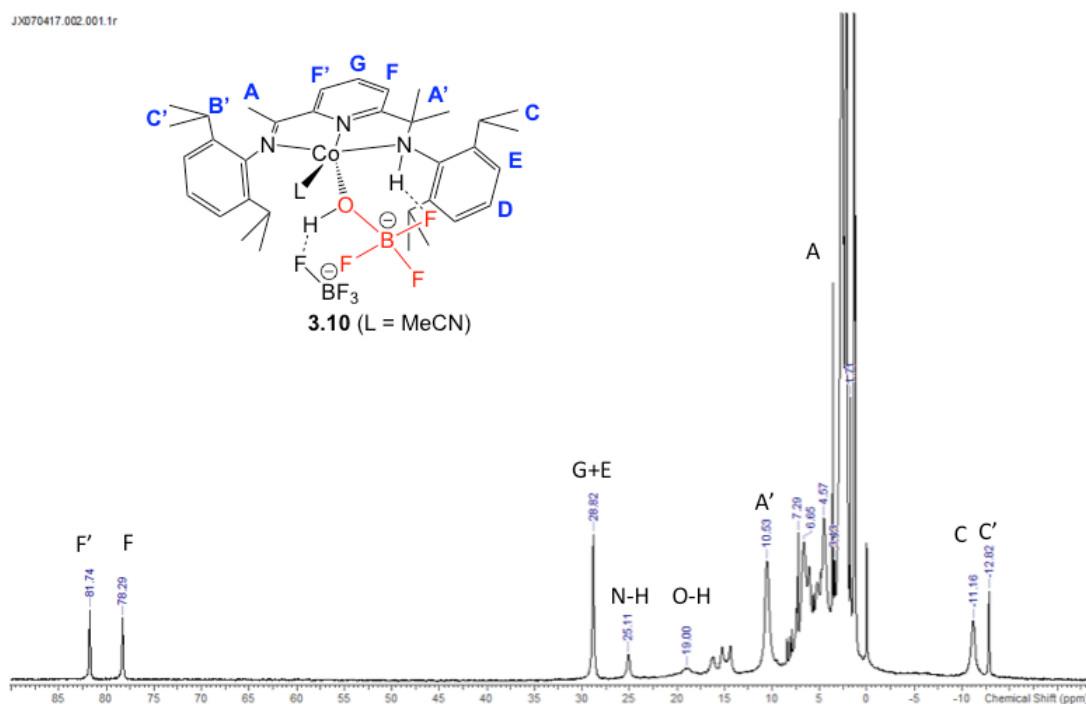 JX070417.002.001.1r
F' G F
A A'
B' C
C'
N N N
Co E
H
L D
O F
H ⊖
B
F F
F
⊖
BF3
3.10 (L = MeCN)
A
1.71
G+E
28.82
A'
10.53
7.29
6.65
4.57
F' F
81.74
78.29
N-H
25.11
O-H
19.00
C C'
-11.16
-12.82
85 80 75 70 65 60 55 50 45 40 35 30 25 20 15 10 5 0 -5 -10 Chemical Shift (ppm)